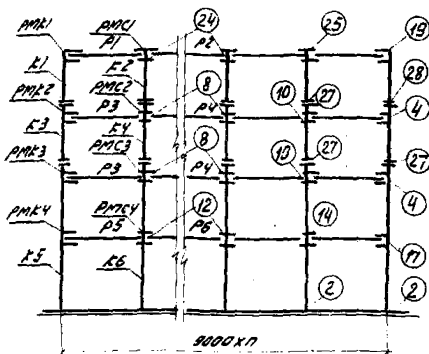 РМК1 РМС1 24 25 19
Р1 Р2
К1 К2 28
РМК2 РМС2 8 10 27
Р3 Р4 4
К3 К4
РМК3 РМС3 8 27 27
Р3 Р4 10 4
РМК4 РМС4 12 14
Р5 Р6 17
К5 К6 2 2
9000хп